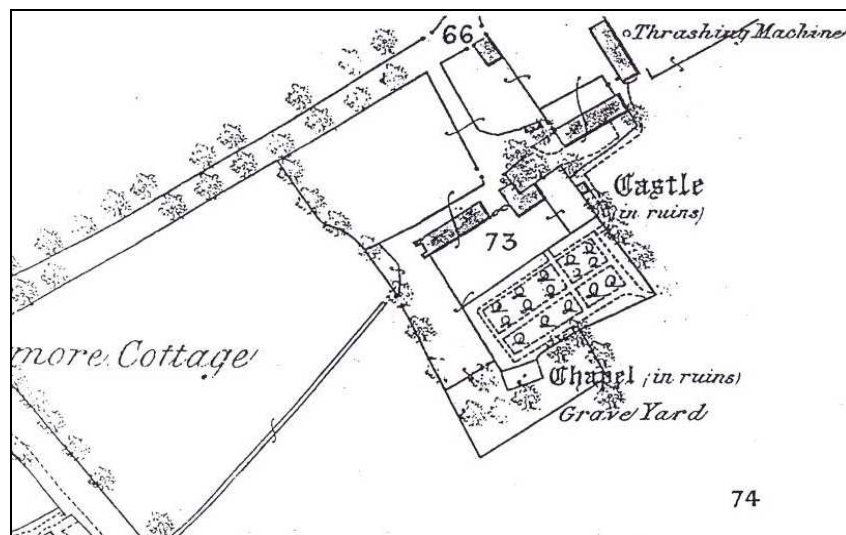 66
Thrashing Machine
Castle
(in ruins)
73
more Cottage
Chapel (in ruins)
Grave Yard
74